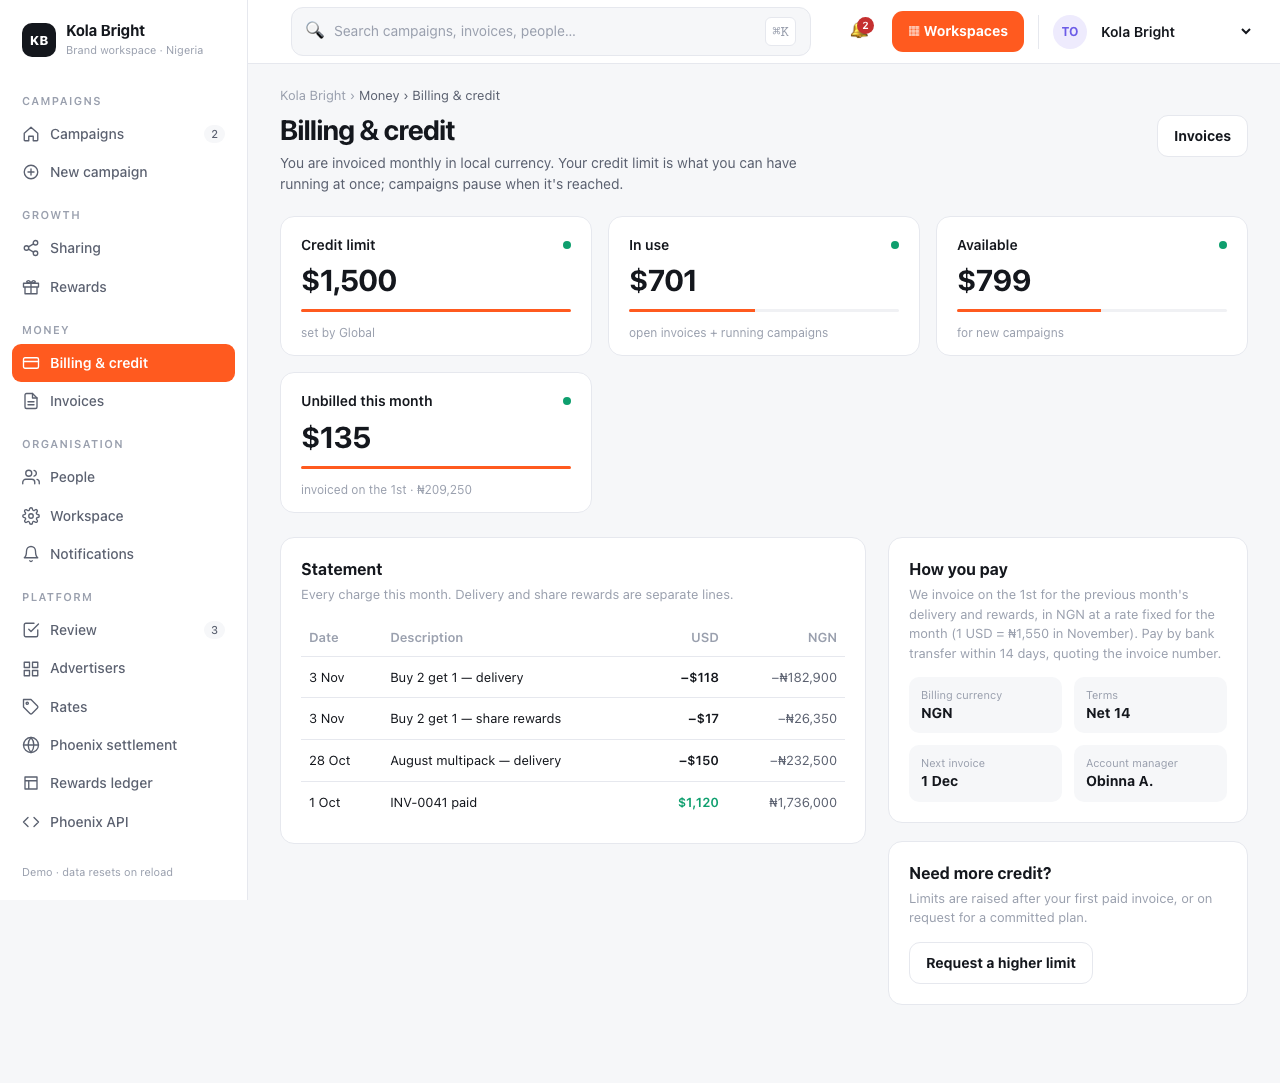 KB
Kola Bright
Brand workspace · Nigeria
CAMPAIGNS
Campaigns 2
New campaign
GROWTH
Sharing
Rewards
MONEY
Billing & credit
Invoices
ORGANISATION
People
Workspace
Notifications
PLATFORM
Review 3
Advertisers
Rates
Phoenix settlement
Rewards ledger
Phoenix API
Demo · data resets on reload
Search campaigns, invoices, people... ⌘K
2
Workspaces
TO
Kola Bright
Kola Bright › Money › Billing & credit
Billing & credit
You are invoiced monthly in local currency. Your credit limit is what you can have
running at once; campaigns pause when it's reached.
Invoices
Credit limit
$1,500
set by Global
In use
$701
open invoices + running campaigns
Available
$799
for new campaigns
Unbilled this month
$135
invoiced on the 1st · ₦209,250
Statement
Every charge this month. Delivery and share rewards are separate lines.
Date Description USD NGN
3 Nov Buy 2 get 1 — delivery −$118 −₦182,900
3 Nov Buy 2 get 1 — share rewards −$17 −₦26,350
28 Oct August multipack — delivery −$150 −₦232,500
1 Oct INV-0041 paid $1,120 ₦1,736,000
How you pay
We invoice on the 1st for the previous month's
delivery and rewards, in NGN at a rate fixed for the
month (1 USD = ₦1,550 in November). Pay by bank
transfer within 14 days, quoting the invoice number.
Billing currency
NGN
Terms
Net 14
Next invoice
1 Dec
Account manager
Obinna A.
Need more credit?
Limits are raised after your first paid invoice, or on
request for a committed plan.
Request a higher limit